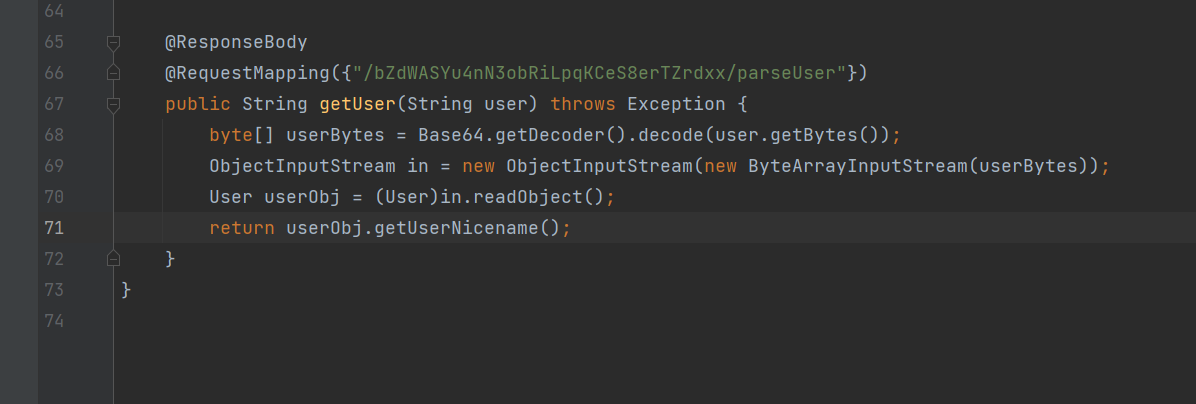 64
65 @ResponseBody
66 @RequestMapping({"/bZdWASYu4nN3obRiLpqKCeS8erTZrdxx/parseUser"})
67 public String getUser(String user) throws Exception {
68 byte[] userBytes = Base64.getDecoder().decode(user.getBytes());
69 ObjectInputStream in = new ObjectInputStream(new ByteArrayInputStream(userBytes));
70 User userObj = (User)in.readObject();
71 return userObj.getUserNicename();
72 }
73 }
74